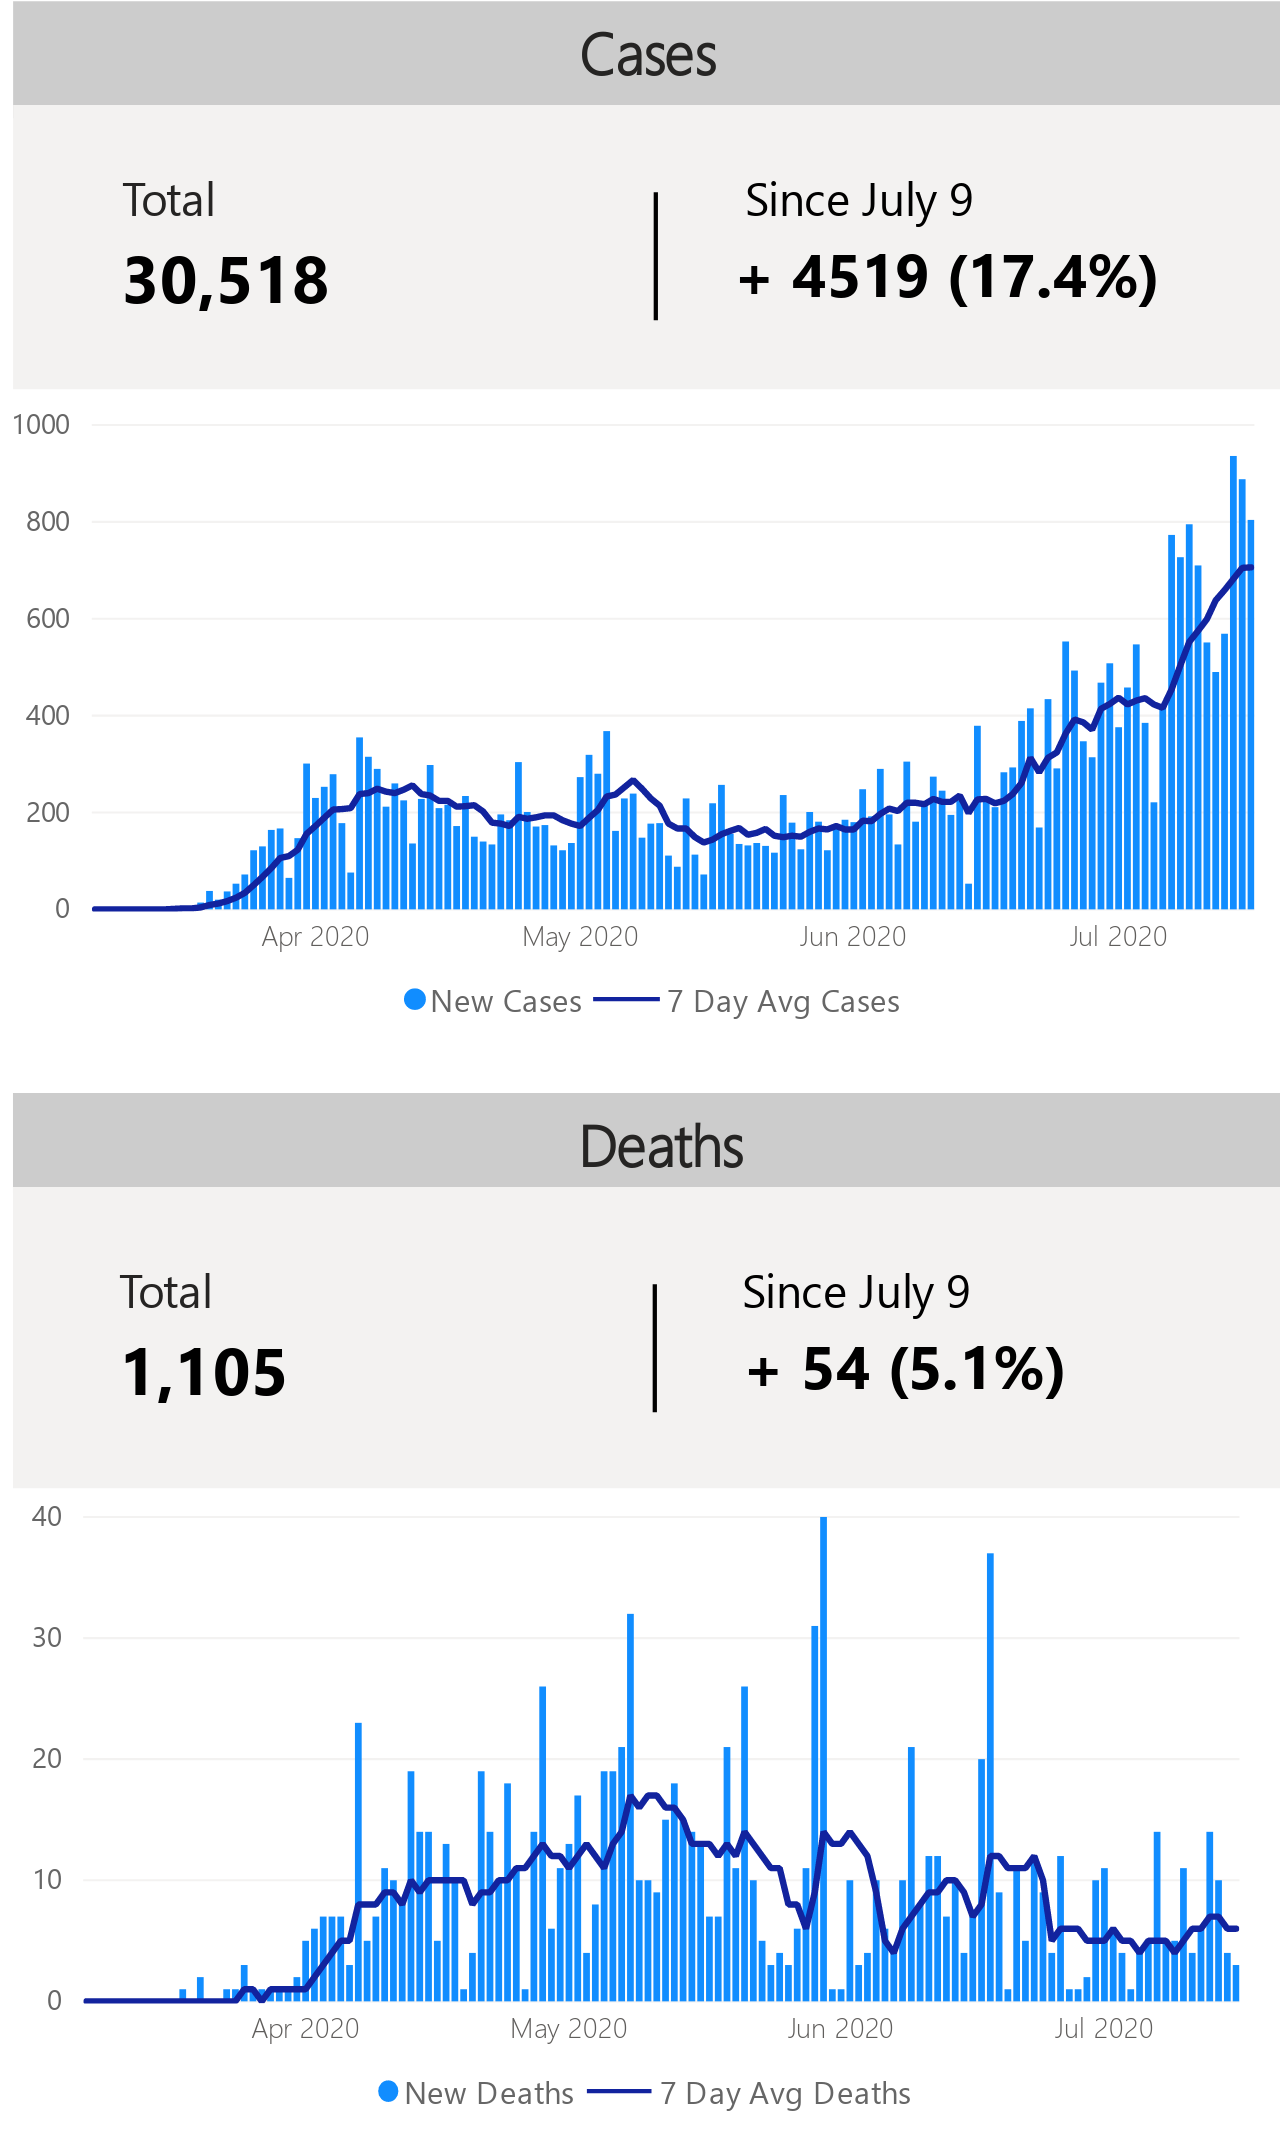 Cases
Total
Since July 9
30,518
+ 4519 (17.4%)
1000
800
600
400
200
0
Apr 2020
May 2020
Jun 2020
Jul 2020
New Cases
7 Day Avg Cases
Deaths
Total
Since July 9
1,105
+ 54 (5.1%)
40
30
20
10
0
Apr 2020
May 2020
Jun 2020
Jul 2020
New Deaths
7 Day Avg Deaths